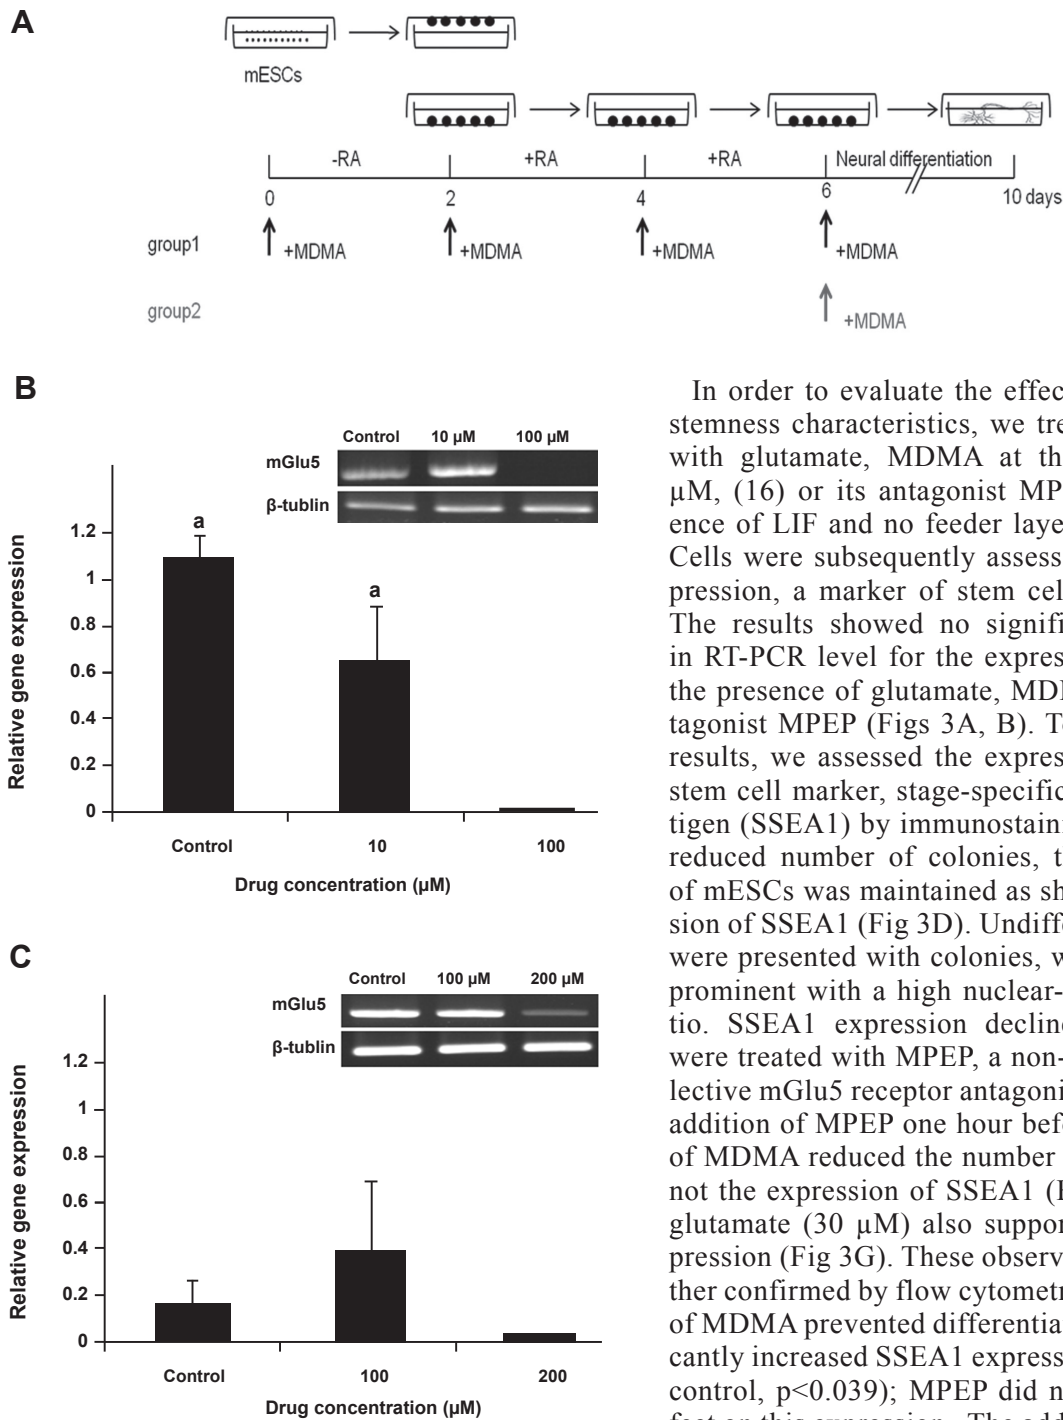 A
mESCs
-RA
+RA
+RA
Neural differentiation
0
2
4
6
10 days
group1
+MDMA
+MDMA
+MDMA
+MDMA
group2
+MDMA
B
Control 10 µM 100 µM
mGlu5
β-tublin
Relative gene expression
1.2
1
0.8
0.6
0.4
0.2
0
a
a
Control 10 100
Drug concentration (µM)
C
Control 100 µM 200 µM
mGlu5
β-tublin
Relative gene expression
1.2
1
0.8
0.6
0.4
0.2
0
Control 100 200
Drug concentration (µM)
In order to evaluate the effec
stemness characteristics, we tre
with glutamate, MDMA at th
µM, (16) or its antagonist MP
ence of LIF and no feeder laye
Cells were subsequently assess
pression, a marker of stem cel
The results showed no signifi
in RT-PCR level for the expres
the presence of glutamate, MD
tagonist MPEP (Figs 3A, B). T
results, we assessed the expres
stem cell marker, stage-specific
tigen (SSEA1) by immunostain
reduced number of colonies, t
of mESCs was maintained as sh
sion of SSEA1 (Fig 3D). Undiffe
were presented with colonies, w
prominent with a high nuclear-
tio. SSEA1 expression decline
were treated with MPEP, a non-
lective mGlu5 receptor antagoni
addition of MPEP one hour befo
of MDMA reduced the number
not the expression of SSEA1 (
glutamate (30 µM) also suppor
pression (Fig 3G). These observ
ther confirmed by flow cytometr
of MDMA prevented differentia
cantly increased SSEA1 express
control, p<0.039); MPEP did n